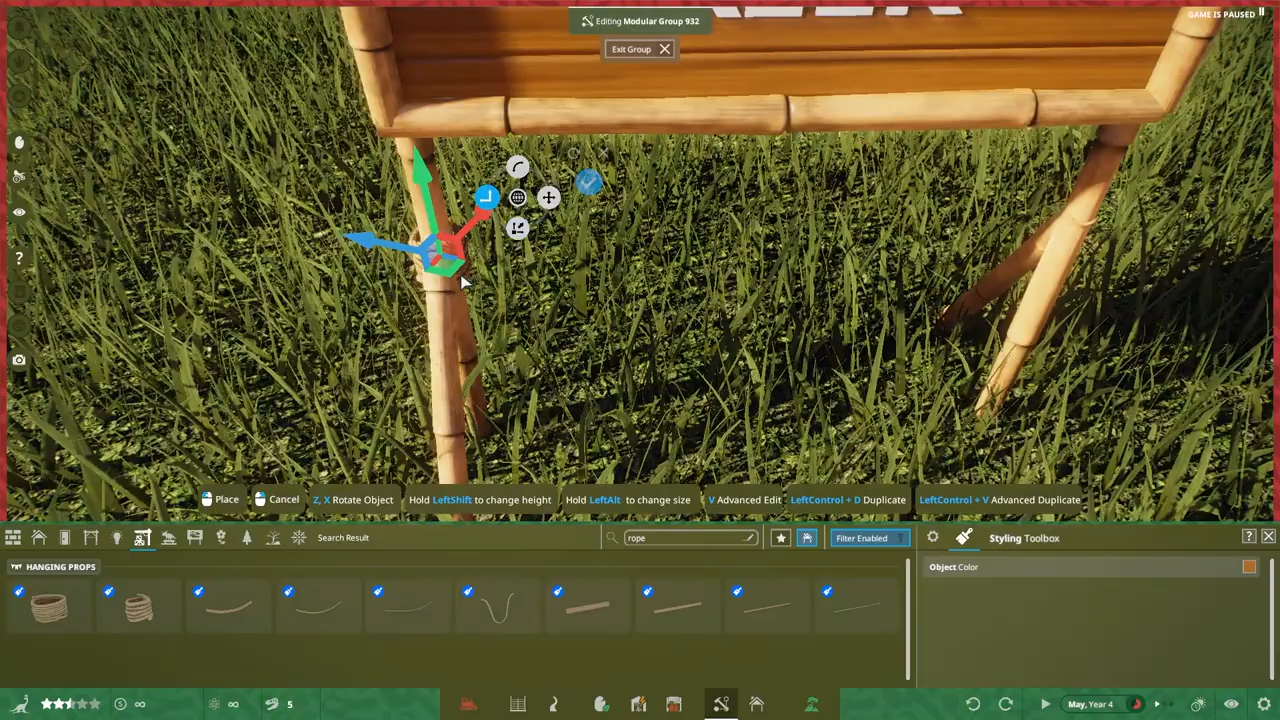 Editing Modular Group 932
GAME IS PAUSED
Exit Group
?
Place
Cancel
Z, X Rotate Object
Hold LeftShift to change height
Hold LeftAlt to change size
V Advanced Edit
LeftControl + D Duplicate
LeftControl + V Advanced Duplicate
Search Result
rope
Filter Enabled
Styling Toolbox
?
HANGING PROPS
Object Color
∞
∞
5
May, Year 4